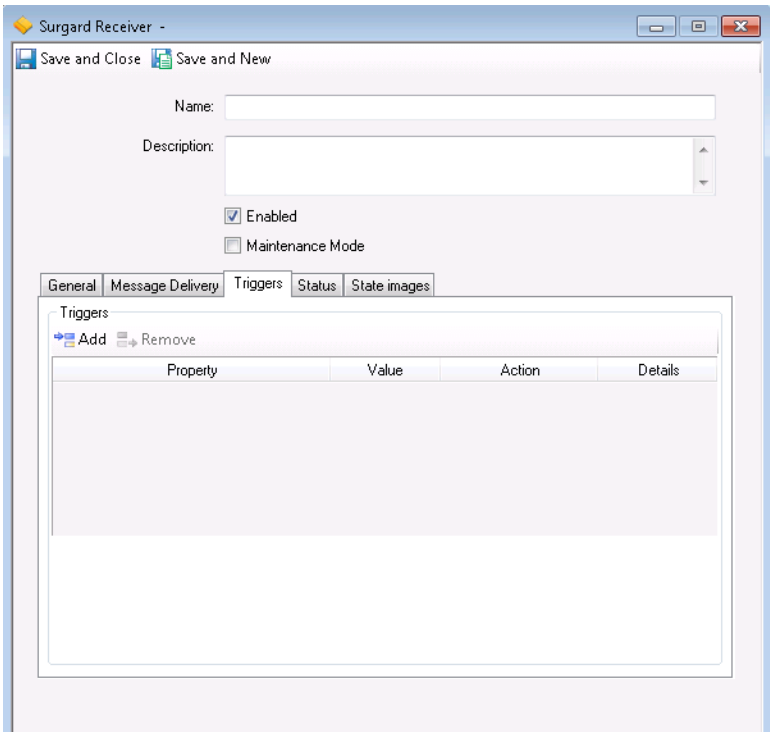 Surgard Receiver -
Save and Close Save and New
Name:
Description:
Enabled
Maintenance Mode
General Message Delivery Triggers Status State images
Triggers
Add Remove
Property Value Action Details